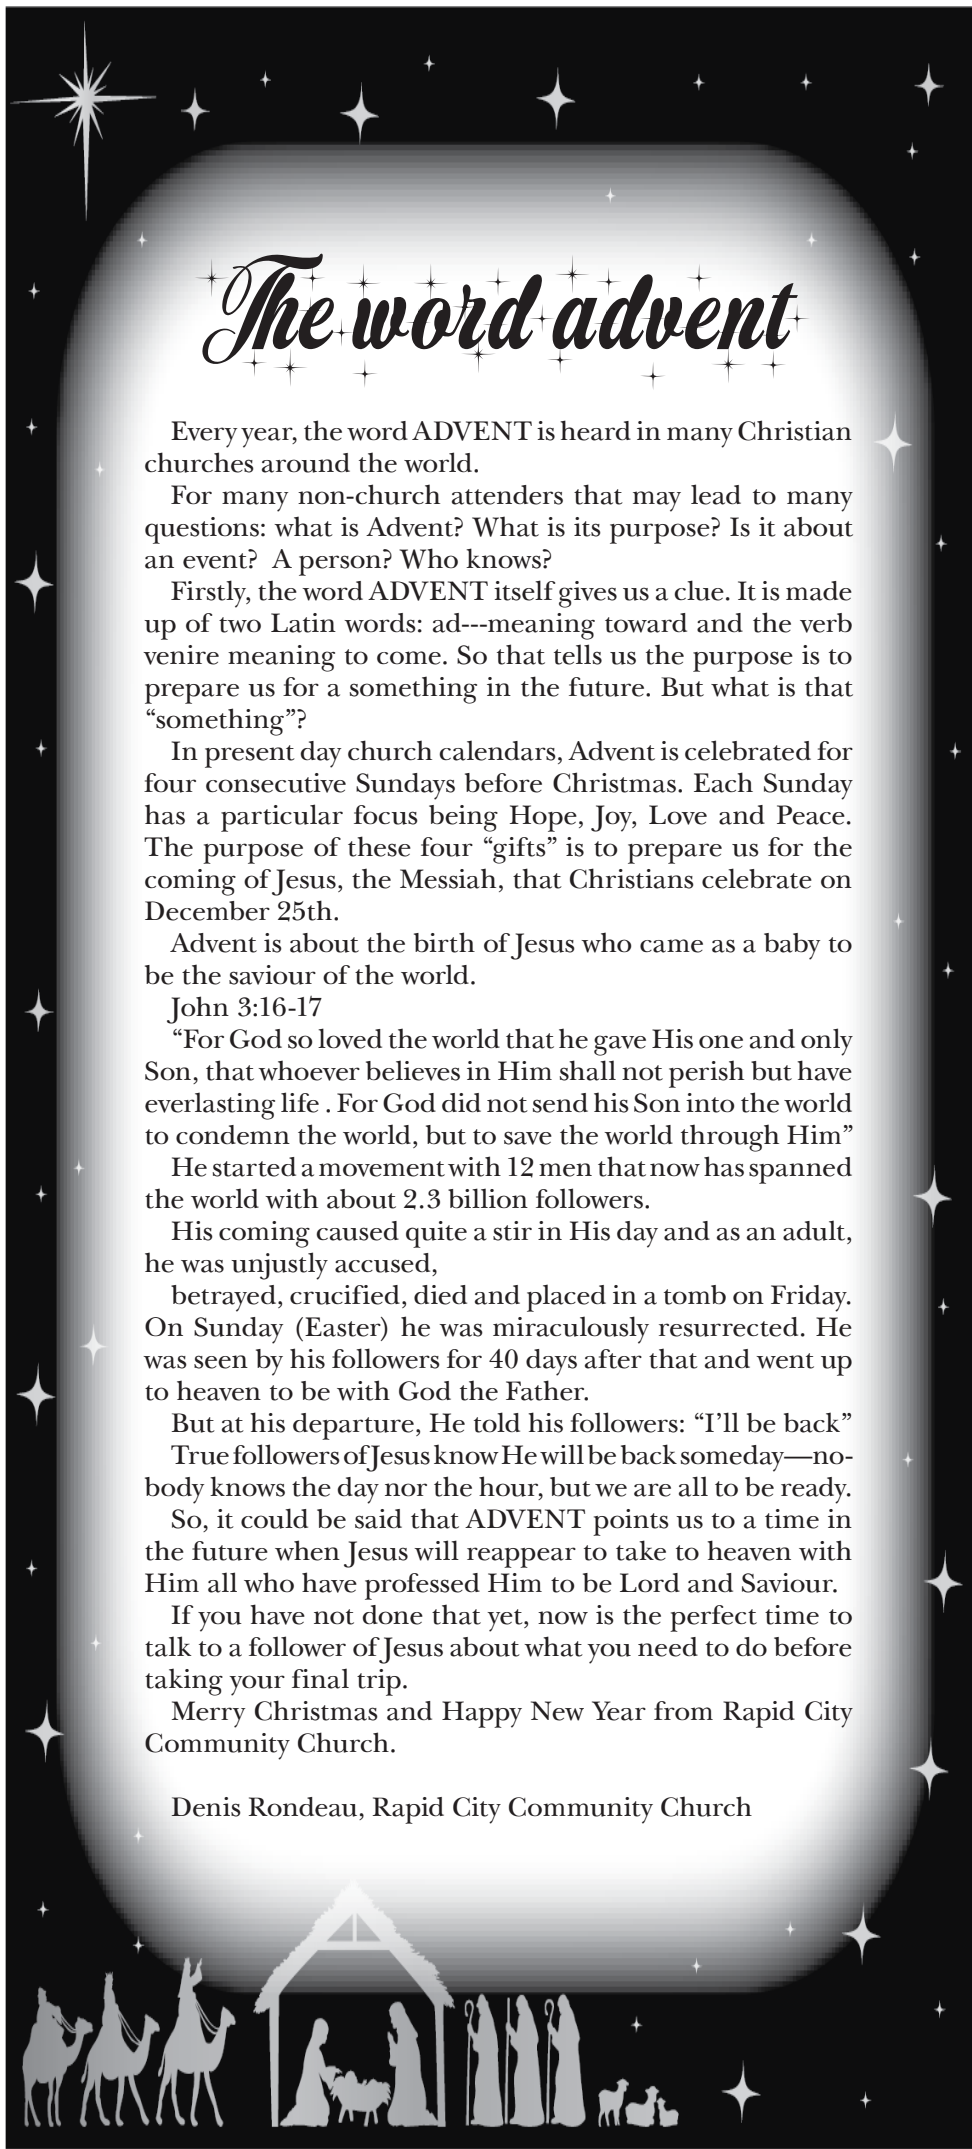 The word advent
Every year, the word ADVENT is heard in many Christian
churches around the world.
For many non-church attenders that may lead to many
questions: what is Advent? What is its purpose? Is it about
an event?  A person? Who knows?
Firstly, the word ADVENT itself gives us a clue. It is made
up of two Latin words: ad---meaning toward and the verb
venire meaning to come. So that tells us the purpose is to
prepare us for a something in the future. But what is that
“something”?
In present day church calendars, Advent is celebrated for
four consecutive Sundays before Christmas. Each Sunday
has a particular focus being Hope, Joy, Love and Peace.
The purpose of these four “gifts” is to prepare us for the
coming of Jesus, the Messiah, that Christians celebrate on
December 25th.
Advent is about the birth of Jesus who came as a baby to
be the saviour of the world.
John 3:16-17
“For God so loved the world that he gave His one and only
Son, that whoever believes in Him shall not perish but have
everlasting life . For God did not send his Son into the world
to condemn the world, but to save the world through Him”
He started a movement with 12 men that now has spanned
the world with about 2.3 billion followers.
His coming caused quite a stir in His day and as an adult,
he was unjustly accused,
betrayed, crucified, died and placed in a tomb on Friday.
On Sunday (Easter) he was miraculously resurrected. He
was seen by his followers for 40 days after that and went up
to heaven to be with God the Father.
But at his departure, He told his followers: “I’ll be back”
True followers of Jesus know He will be back someday—no-
body knows the day nor the hour, but we are all to be ready.
So, it could be said that ADVENT points us to a time in
the future when Jesus will reappear to take to heaven with
Him all who have professed Him to be Lord and Saviour.
If you have not done that yet, now is the perfect time to
talk to a follower of Jesus about what you need to do before
taking your final trip.
Merry Christmas and Happy New Year from Rapid City
Community Church.
Denis Rondeau, Rapid City Community Church